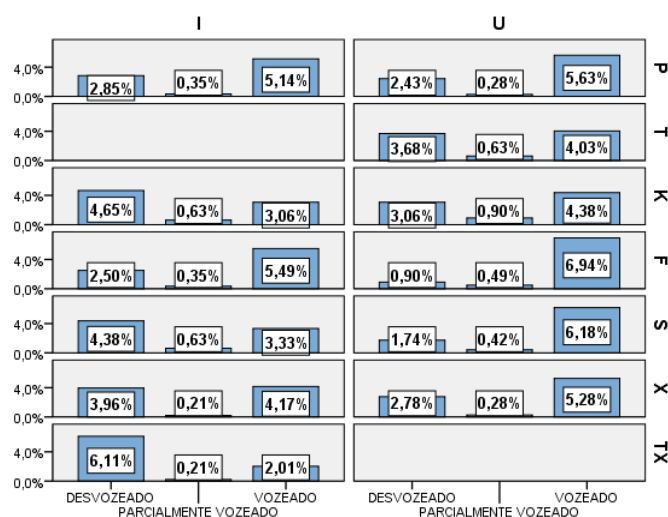 I U
4,0%
0,0%
2,85% 0,35% 5,14% 2,43% 0,28% 5,63% P
4,0%
0,0%
3,68% 0,63% 4,03% T
4,0%
0,0%
4,65% 0,63% 3,06% 3,06% 0,90% 4,38% K
4,0%
0,0%
2,50% 0,35% 5,49% 0,90% 0,49% 6,94% F
4,0%
0,0%
4,38% 0,63% 3,33% 1,74% 0,42% 6,18% S
4,0%
0,0%
3,96% 0,21% 4,17% 2,78% 0,28% 5,28% X
4,0%
0,0%
6,11% 0,21% 2,01% TX
DESVOZEADO VOZEADO DESVOZEADO VOZEADO
PARCIALMENTE VOZEADO PARCIALMENTE VOZEADO